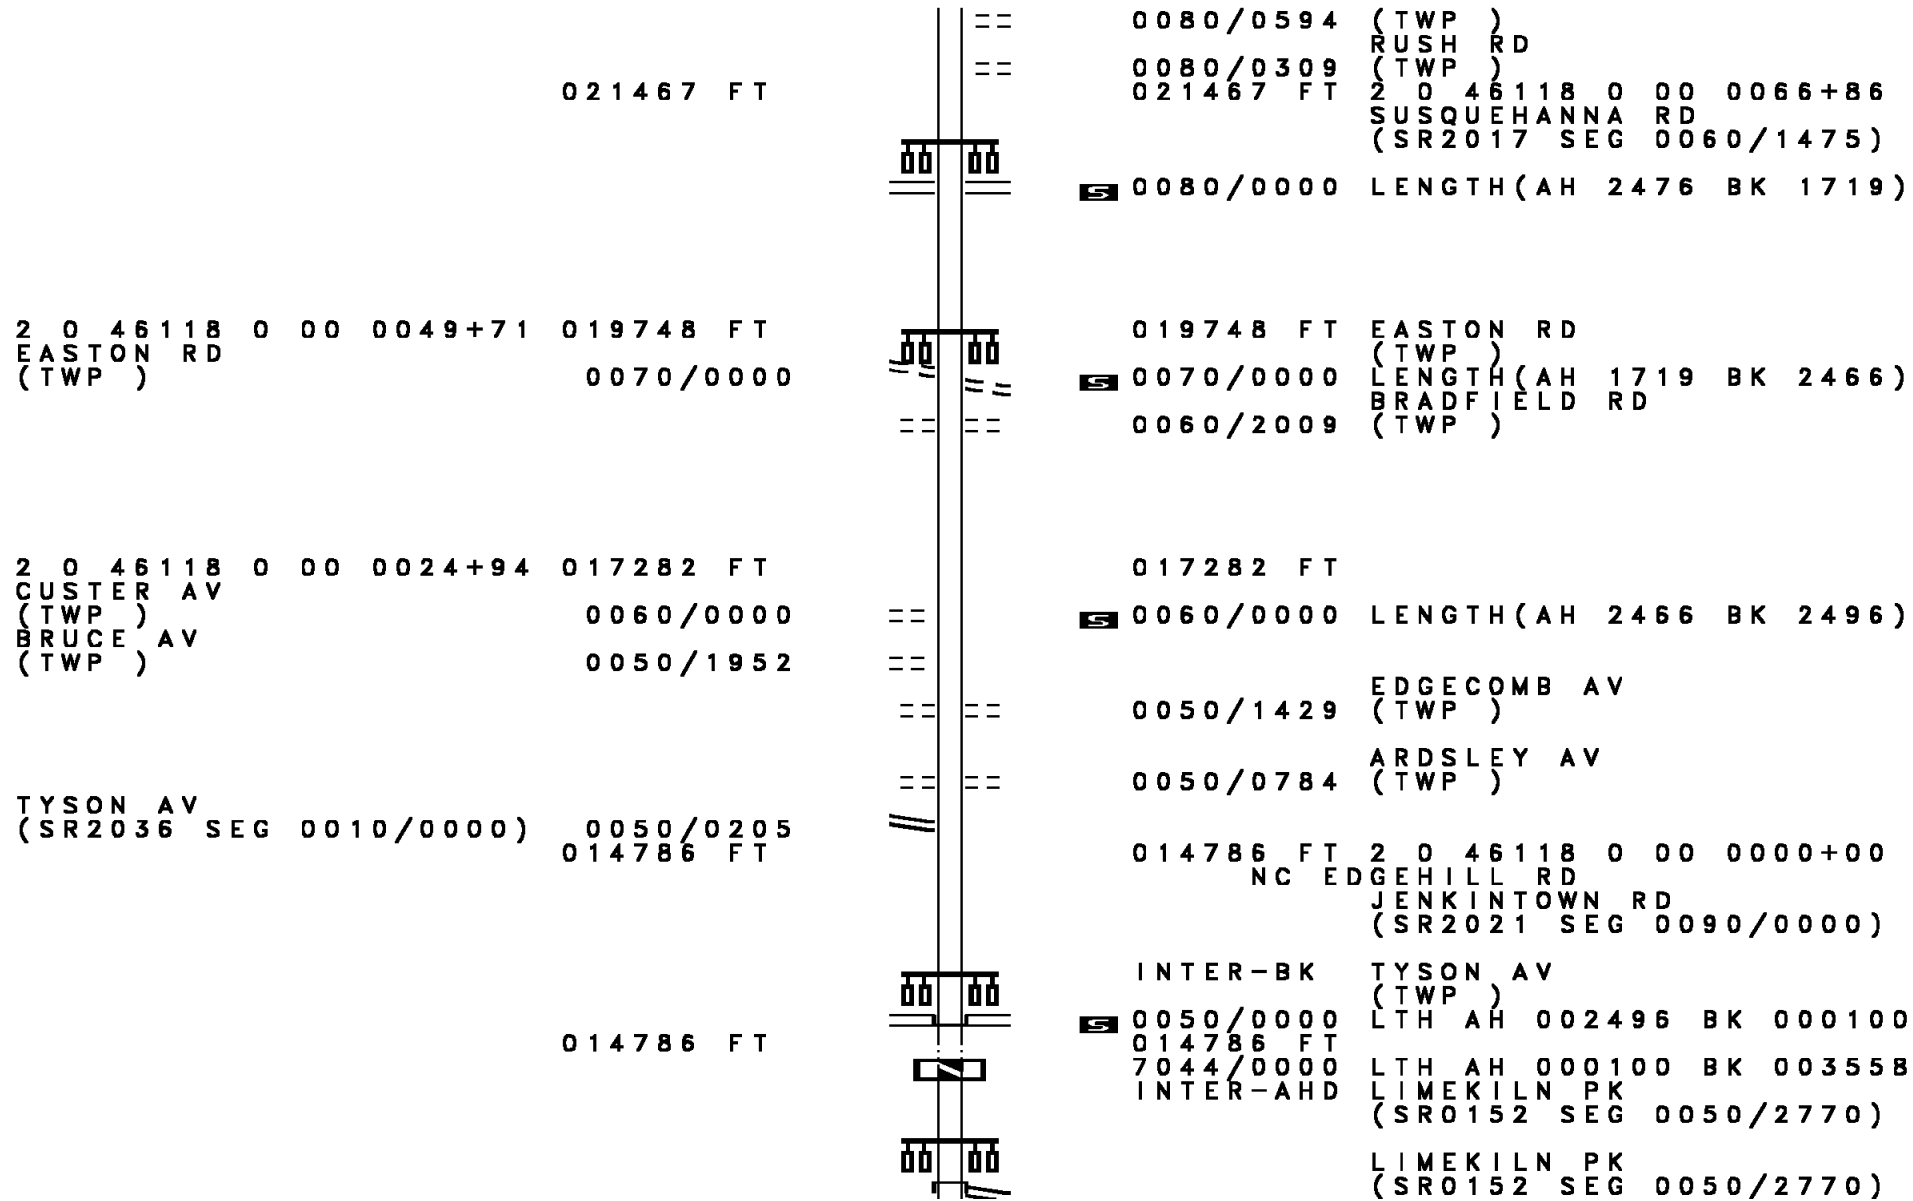 0080/0594 (TWP )
RUSH RD
0080/0309 (TWP )
021467 FT 021467 FT 2 0 46118 0 00 0066+86
SUSQUEHANNA RD
(SR2017 SEG 0060/1475)
S 0080/0000 LENGTH(AH 2476 BK 1719)
2 0 46118 0 00 0049+71 019748 FT 019748 FT EASTON RD
EASTON RD (TWP )
(TWP ) 0070/0000 S 0070/0000 LENGTH(AH 1719 BK 2466)
BRADFIELD RD
0060/2009 (TWP )
2 0 46118 0 00 0024+94 017282 FT 017282 FT
CUSTER AV
(TWP ) 0060/0000 S 0060/0000 LENGTH(AH 2466 BK 2496)
BRUCE AV
(TWP ) 0050/1952
EDGECOMB AV
0050/1429 (TWP )
ARDSLEY AV
0050/0784 (TWP )
TYSON AV
(SR2036 SEG 0010/0000) 0050/0205
014786 FT 014786 FT 2 0 46118 0 00 0000+00
NC EDGEHILL RD
JENKINTOWN RD
(SR2021 SEG 0090/0000)
INTER-BK TYSON AV
(TWP )
S 0050/0000 LTH AH 002496 BK 000100
014786 FT 014786 FT
7044/0000 LTH AH 000100 BK 003558
INTER-AHD LIMEKILN PK
(SR0152 SEG 0050/2770)
LIMEKILN PK
(SR0152 SEG 0050/2770)